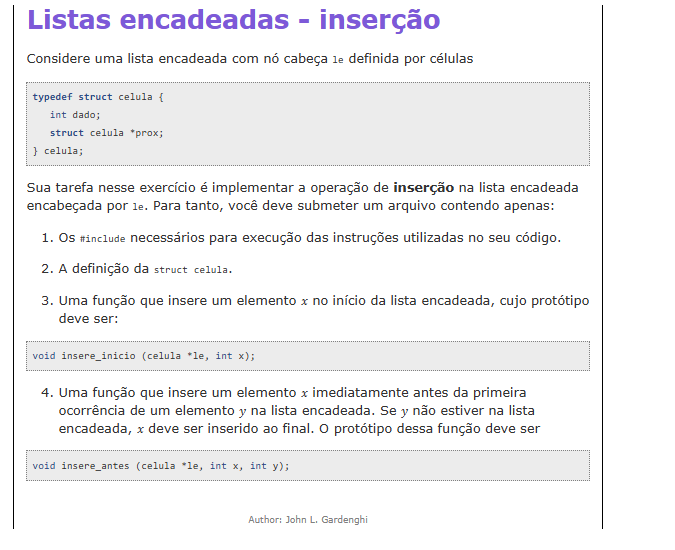 Listas encadeadas - inserção
Considere uma lista encadeada com nó cabeça le definida por células
typedef struct celula {
int dado;
struct celula *prox;
} celula;
Sua tarefa nesse exercício é implementar a operação de inserção na lista encadeada
encabeçada por le. Para tanto, você deve submeter um arquivo contendo apenas:
1. Os #include necessários para execução das instruções utilizadas no seu código.
2. A definição da struct celula.
3. Uma função que insere um elemento x no início da lista encadeada, cujo protótipo
deve ser:
void insere_inicio (celula *le, int x);
4. Uma função que insere um elemento x imediatamente antes da primeira
ocorrência de um elemento y na lista encadeada. Se y não estiver na lista
encadeada, x deve ser inserido ao final. O protótipo dessa função deve ser
void insere_antes (celula *le, int x, int y);
Author: John L. Gardenghi